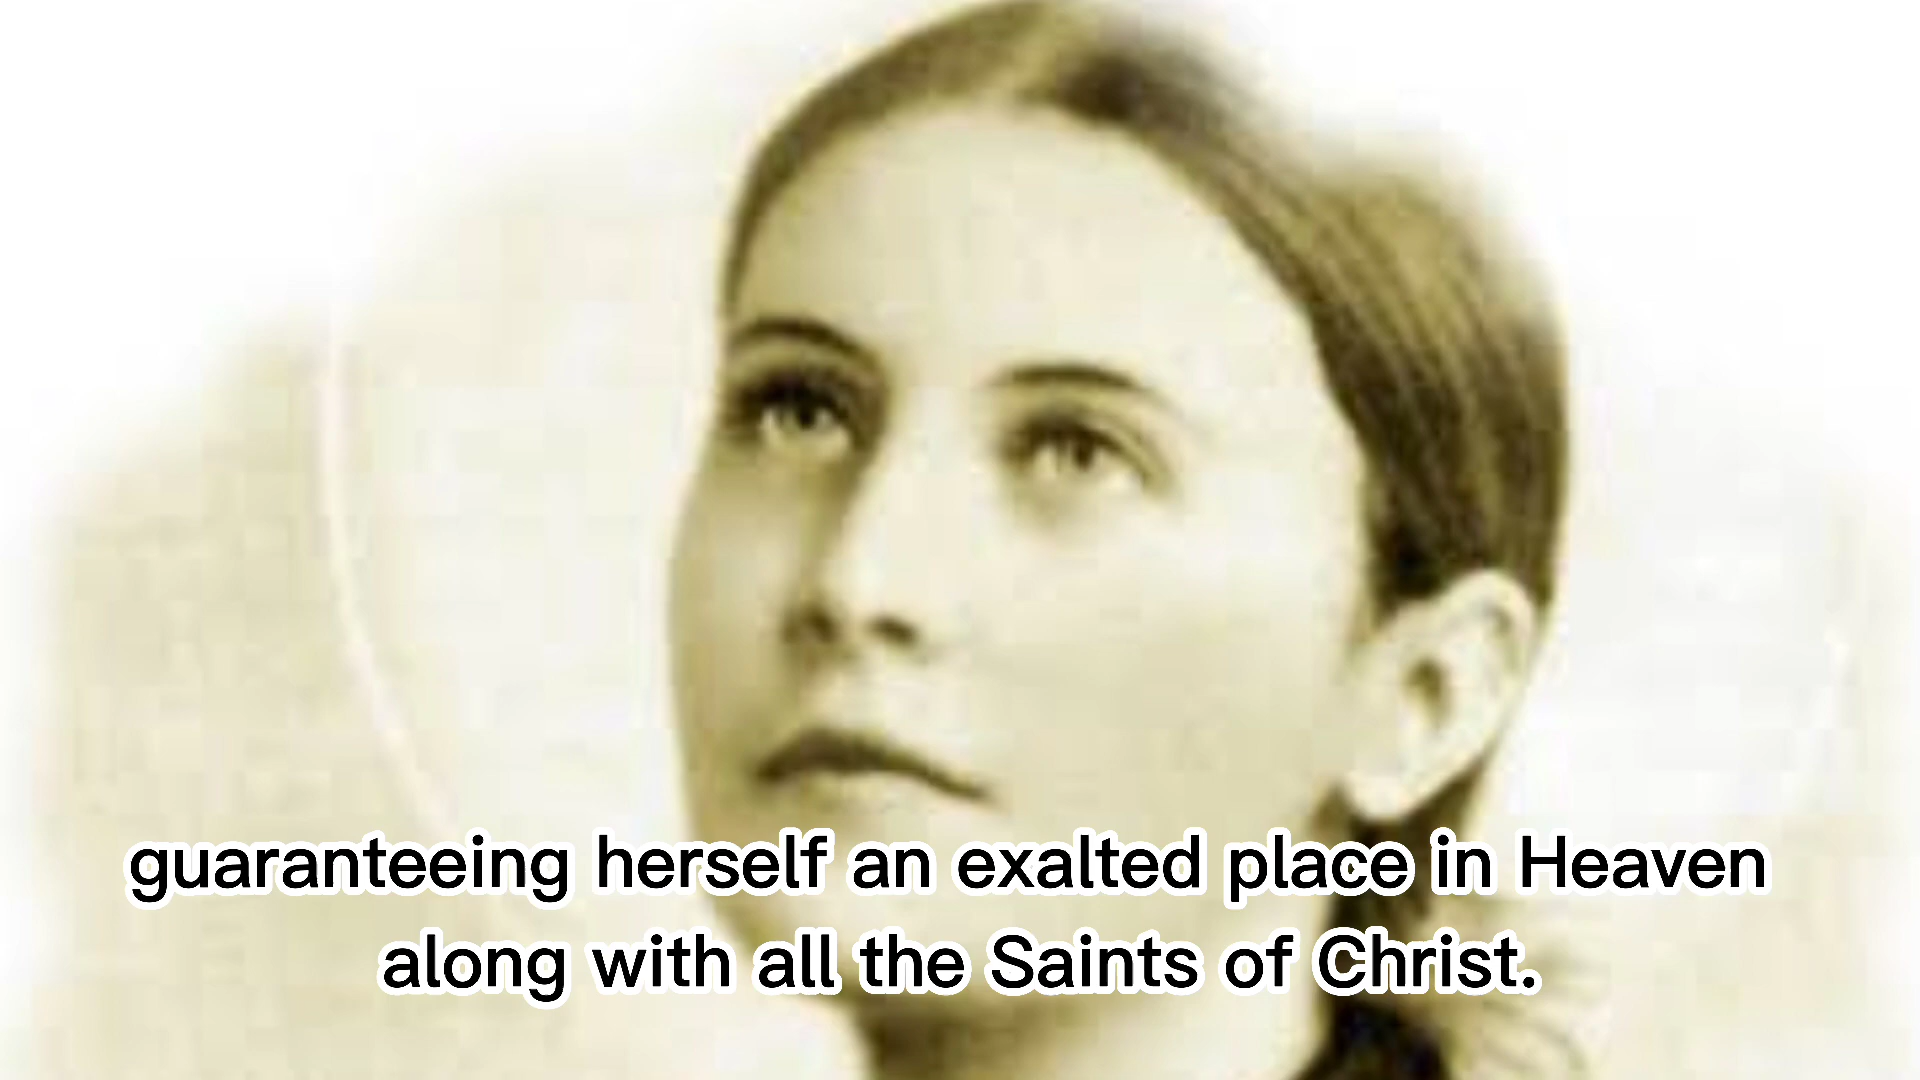 guaranteeing herself an exalted place in Heaven
along with all the Saints of Christ.